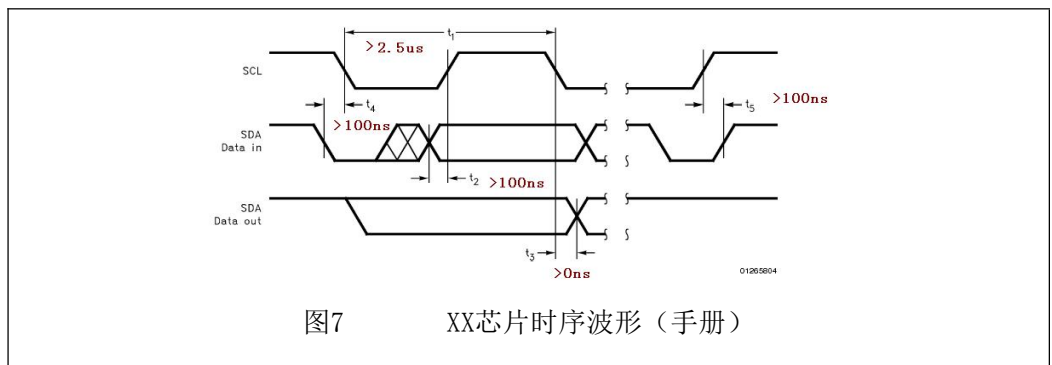 t₁
>2.5us
SCL
t₄
t₅
>100ns
>100ns
SDA
Data in
t₂
>100ns
SDA
Data out
t₃
>0ns
01265804
图7 XX芯片时序波形（手册）